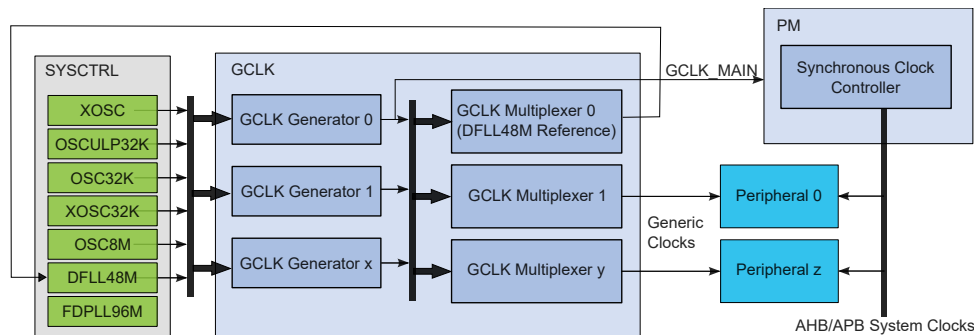 PM
SYSCTRL
GCLK
GCLK_MAIN
Synchronous Clock
Controller
XOSC
OSCULP32K
OSC32K
XOSC32K
OSC8M
DFLL48M
FDPLL96M
GCLK Generator 0
GCLK Generator 1
GCLK Generator x
GCLK Multiplexer 0
(DFLL48M Reference)
GCLK Multiplexer 1
GCLK Multiplexer y
Generic
Clocks
Peripheral 0
Peripheral z
AHB/APB System Clocks